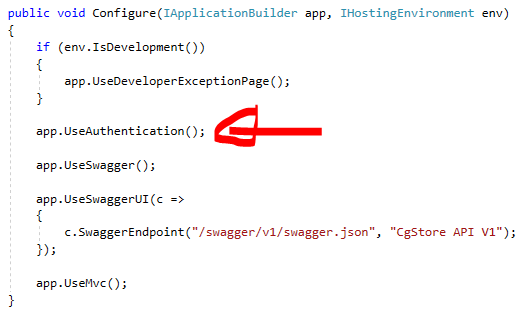 public void Configure(IApplicationBuilder app, IHostingEnvironment env)
{
if (env.IsDevelopment())
{
app.UseDeveloperExceptionPage();
}
app.UseAuthentication();
app.UseSwagger();
app.UseSwaggerUI(c =>
{
c.SwaggerEndpoint("/swagger/v1/swagger.json", "CgStore API V1");
});
app.UseMvc();
}